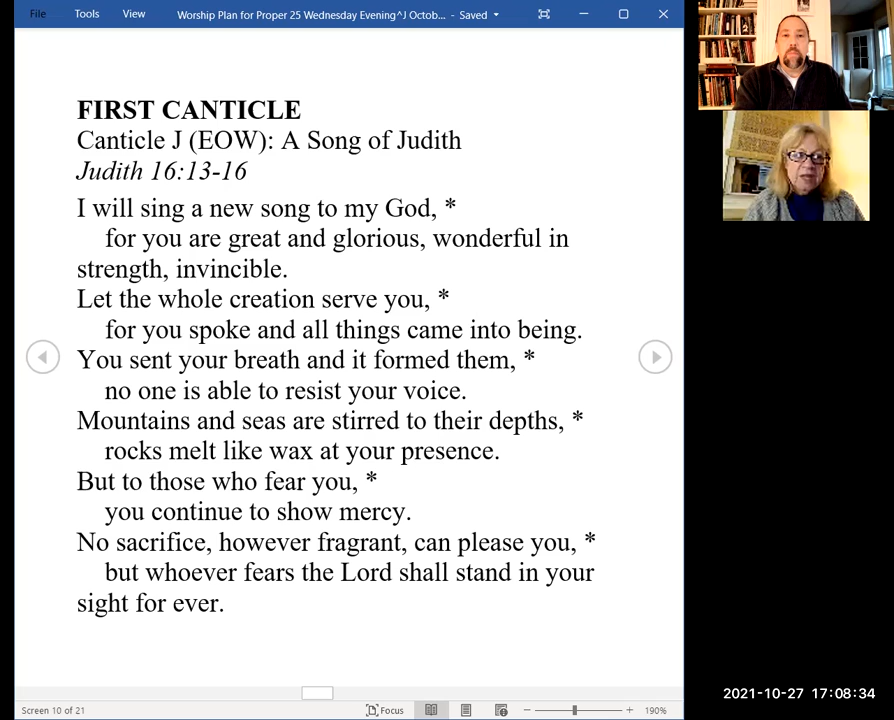 File Tools View Worship Plan for Proper 25 Wednesday Evening^J Octob... - Saved
FIRST CANTICLE
Canticle J (EOW): A Song of Judith
Judith 16:13-16
I will sing a new song to my God, *
for you are great and glorious, wonderful in
strength, invincible.
Let the whole creation serve you, *
for you spoke and all things came into being.
You sent your breath and it formed them, *
no one is able to resist your voice.
Mountains and seas are stirred to their depths, *
rocks melt like wax at your presence.
But to those who fear you, *
you continue to show mercy.
No sacrifice, however fragrant, can please you, *
but whoever fears the Lord shall stand in your
sight for ever.
2021-10-27 17:08:34
Screen 10 of 21 Focus 190%